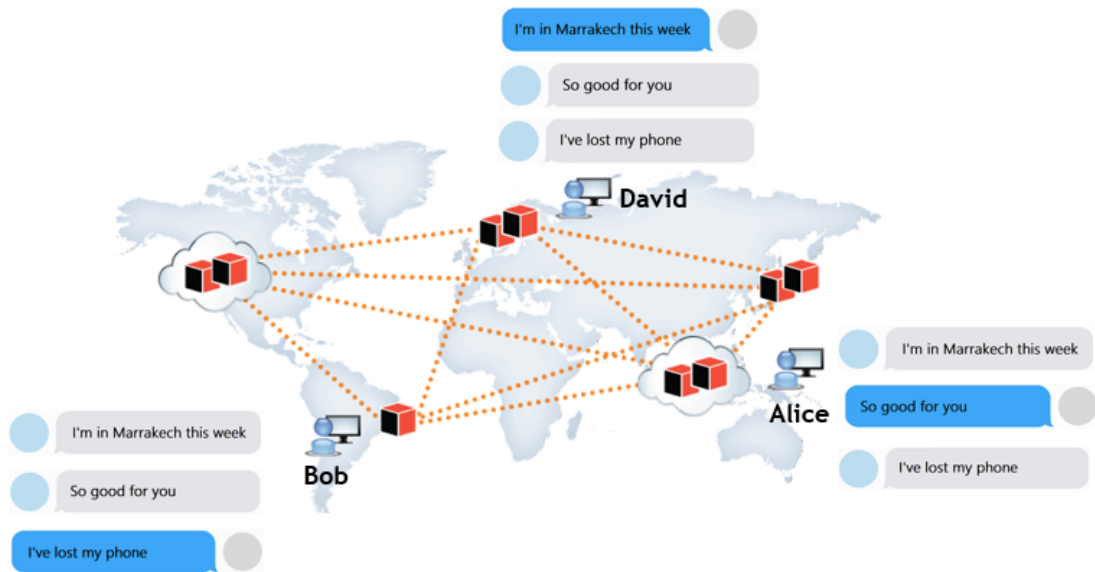 I'm in Marrakech this week
So good for you
I've lost my phone
David
I'm in Marrakech this week
So good for you
I've lost my phone
Alice
I'm in Marrakech this week
So good for you
I've lost my phone
Bob